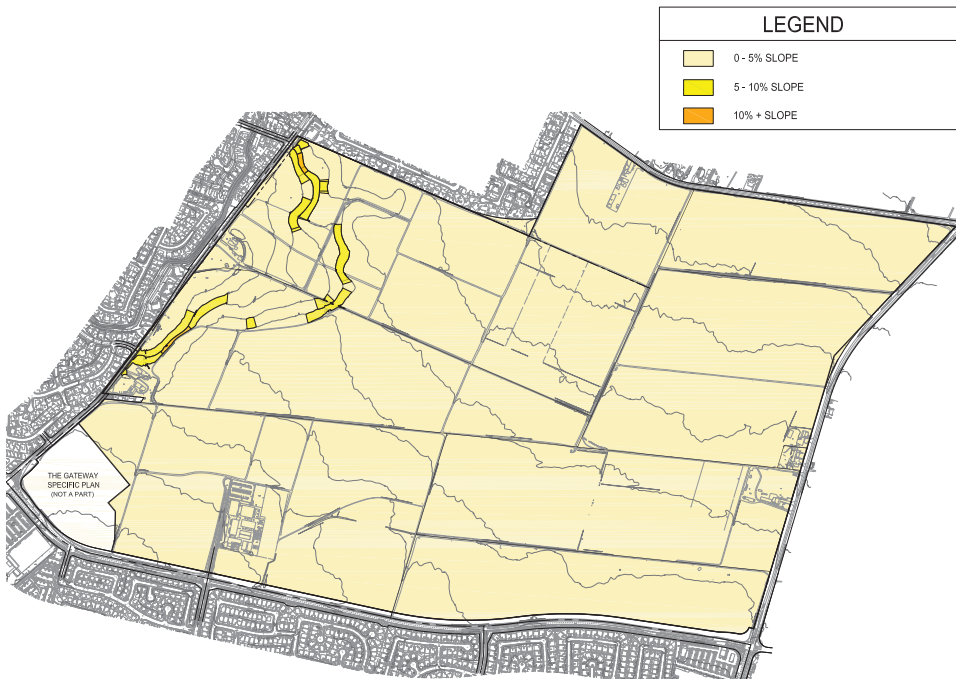 LEGEND
0 - 5% SLOPE
5 - 10% SLOPE
10% + SLOPE
THE GATEWAY
SPECIFIC PLAN
(NOT A PART)